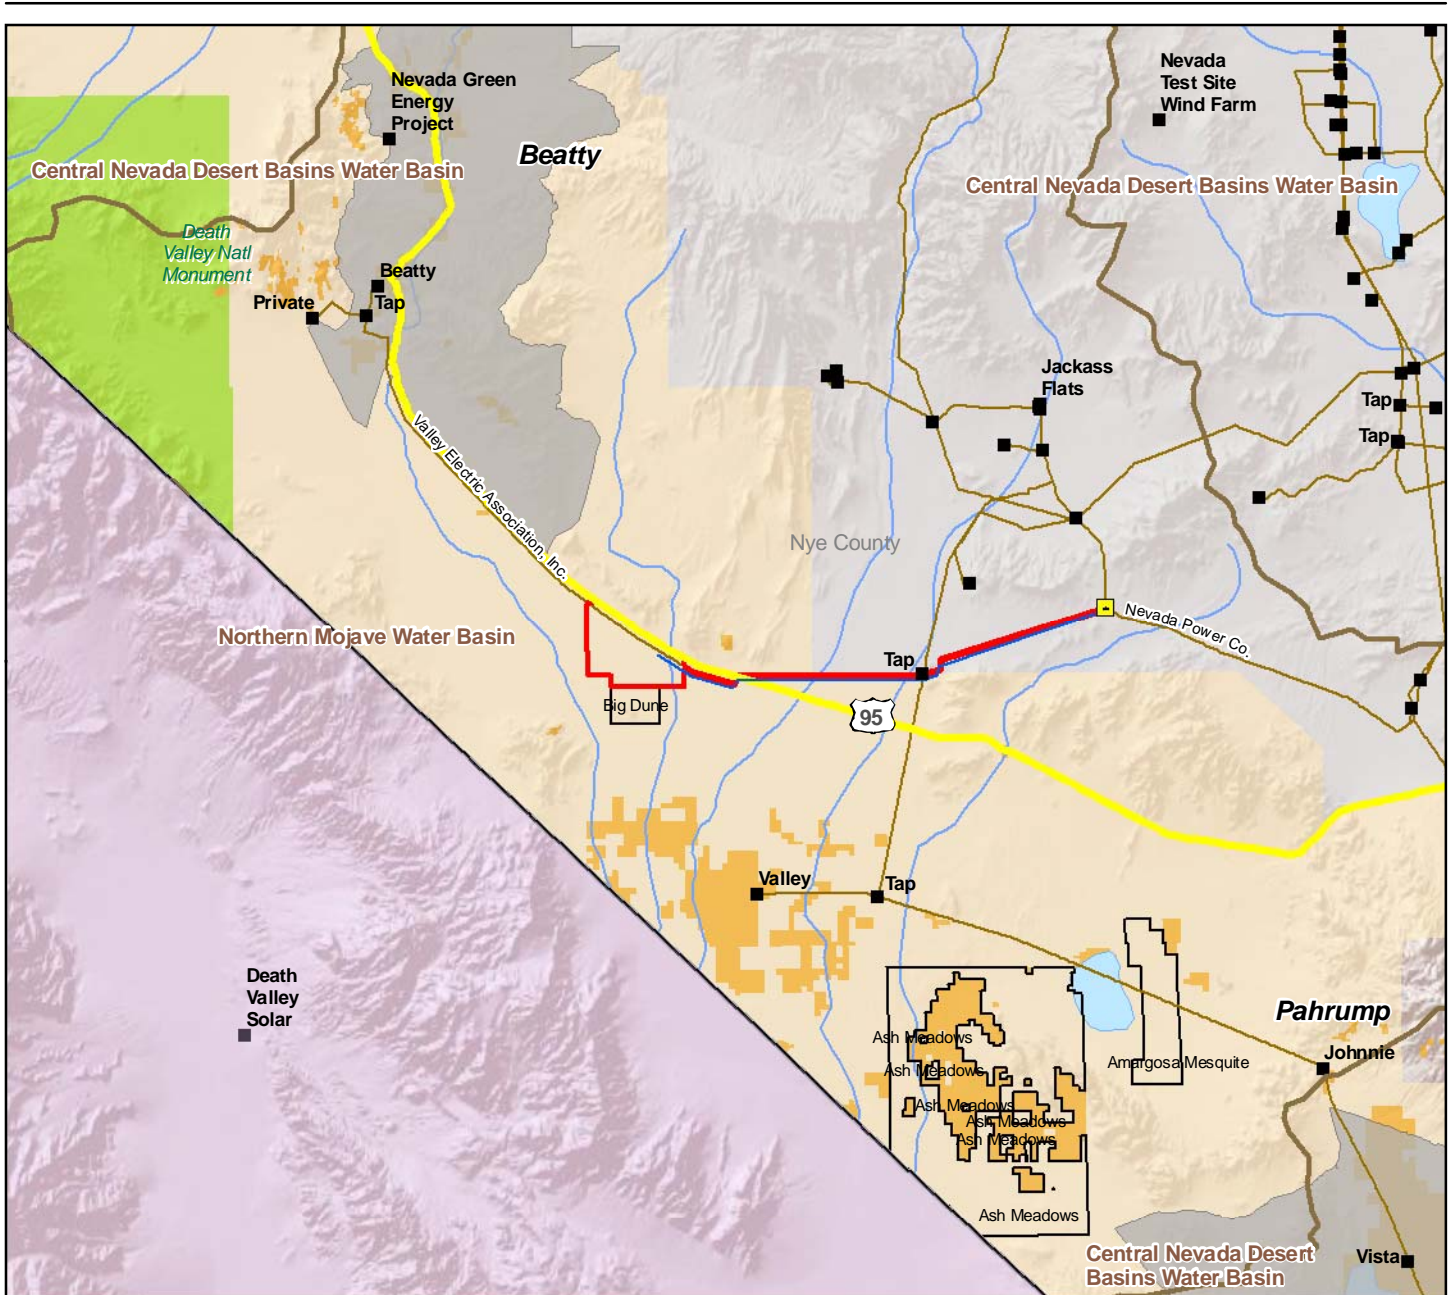 Nevada Green
Energy
Project
Nevada
Test Site
Wind Farm
Beatty
Central Nevada Desert Basins Water Basin
Central Nevada Desert Basins Water Basin
Death
Valley Natl
Monument
Beatty
Private
Tap
Jackass
Flats
Tap
Tap
Valley Electric Association, Inc.
Nye County
Nevada Power Co.
Northern Mojave Water Basin
Tap
Big Dune
95
Valley
Tap
Death
Valley
Solar
Pahrump
Johnnie
Amargosa Mesquite
Ash Meadows
Ash Meadows
Ash Meadows
Ash Meadows
Ash Meadows
Ash Meadows
Central Nevada Desert
Basins Water Basin
Vista